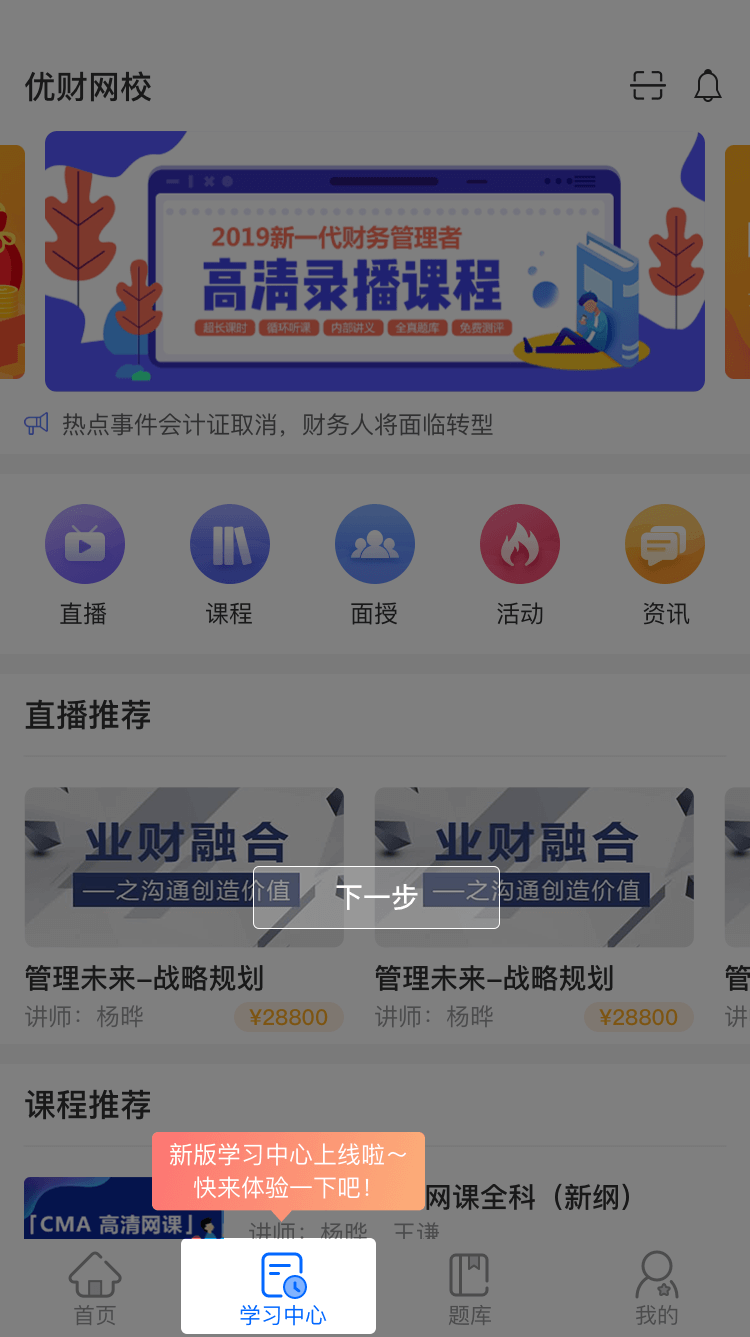 优财网校
2019新一代财务管理者
高清录播课程
超长课时 循环听课 内部讲义 全真题库 免费测评
热点事件会计证取消，财务人将面临转型
直播 课程 面授 活动 资讯
直播推荐
业财融合 业财融合
—之沟通创造价值 —之沟通创造价值
下一步
管理未来-战略规划 管理未来-战略规划 管
讲师：杨晔 ¥28800 讲师：杨晔 ¥28800 讲
课程推荐
新版学习中心上线啦～
快来体验一下吧！
网课全科（新纲）
「CMA 高清网课」
讲师：杨晔 王谦
首页 学习中心 题库 我的